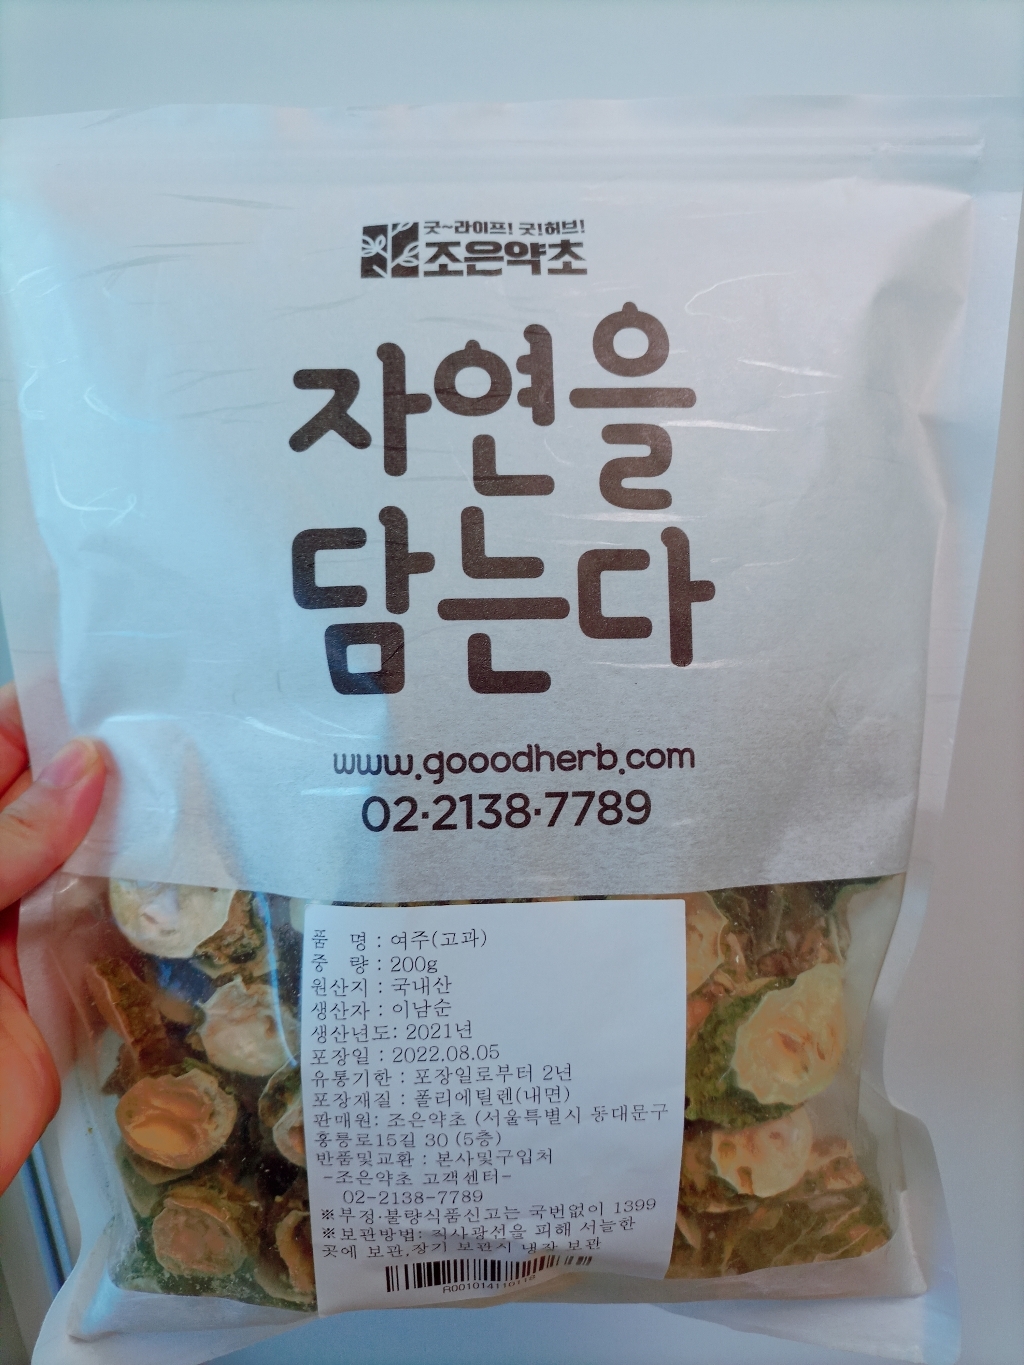 굿~라이프! 굿!허브!
조은약초
자연을
담는다
www.gooodherb.com
02·2138·7789
품 명 : 여주(고과)
중 량 : 200g
원산지 : 국내산
생산자 : 이남순
생산년도: 2021년
포장일 : 2022.08.05
유통기한 : 포장일로부터 2년
포장재질 : 폴리에틸렌(내면)
판매원: 조은약초 (서울특별시 동대문구
홍릉로15길 30 (5층)
반품및교환 : 본사및구입처
-조은약초 고객센터-
02-2138-7789
※부정·불량식품신고는 국번없이 1399
※보관방법: 직사광선을 피해 서늘한
곳에 보관,장기 보관시 냉장 보관